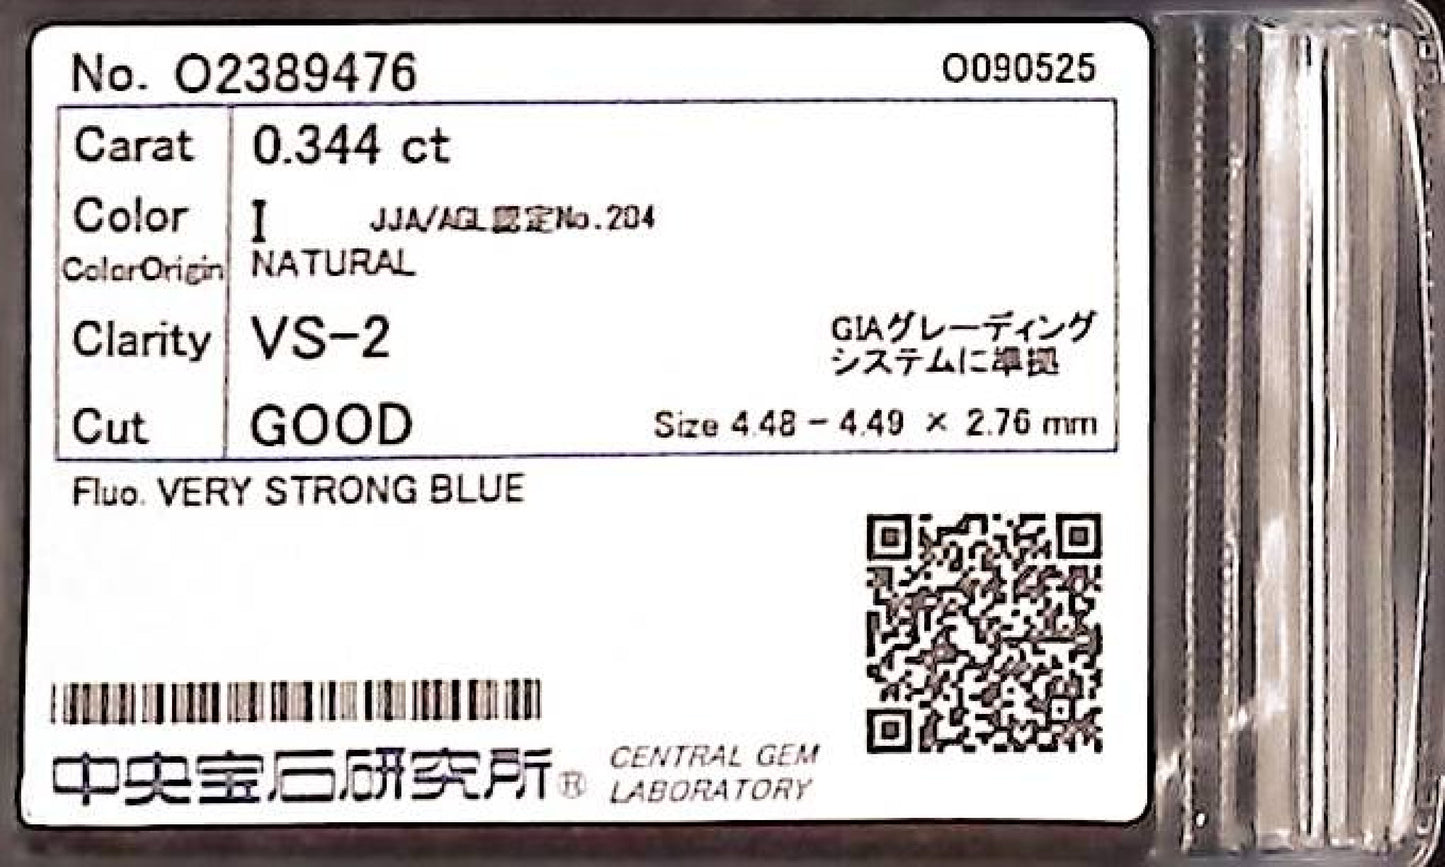 No. O2389476 O090525
Carat 0.344 ct
Color I JJA/AGL認定No.204
ColorOrigin NATURAL
Clarity VS-2 GIAグレーディング
システムに準拠
Cut GOOD Size 4.48 - 4.49 × 2.76 mm
Fluo. VERY STRONG BLUE
中央宝石研究所® CENTRAL GEM
LABORATORY